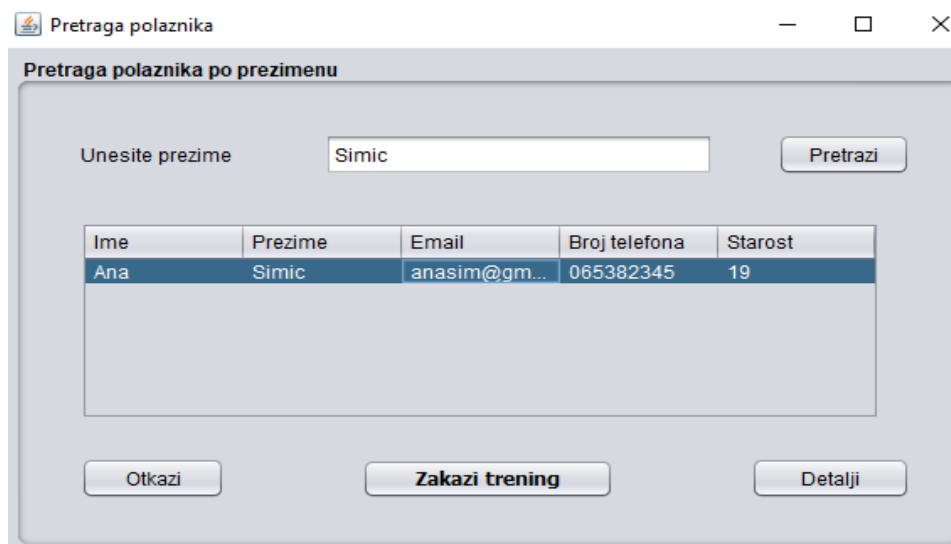 Pretraga polaznika
Pretraga polaznika po prezimenu
Unesite prezime Simic Pretrazi
Ime Prezime Email Broj telefona Starost
Ana Simic anasim@gm... 065382345 19
Otkazi Zakazi trening Detalji